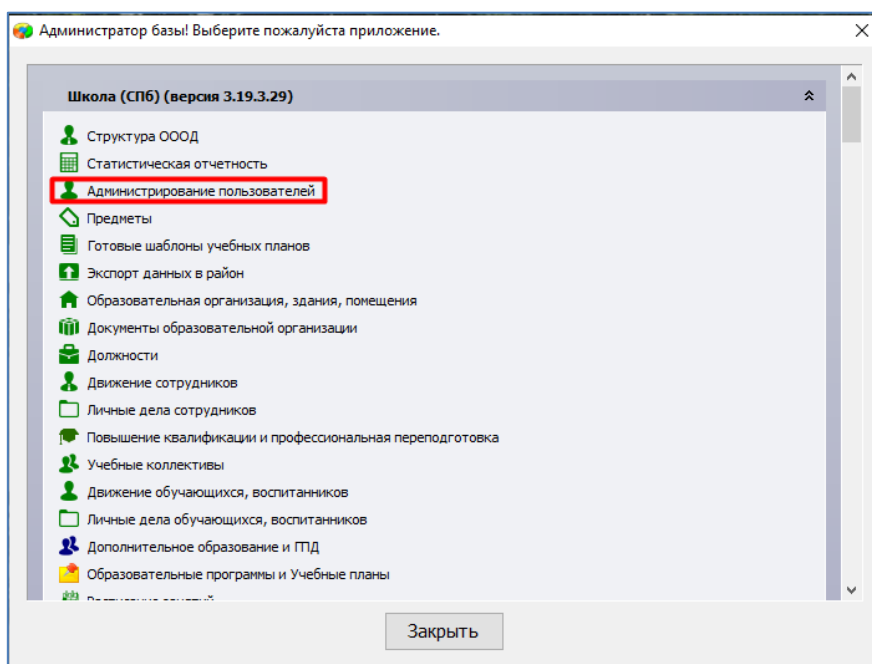 Администратор базы! Выберите пожалуйста приложение.
Школа (СПб) (версия 3.19.3.29)
Структура ОООД
Статистическая отчетность
Администрирование пользователей
Предметы
Готовые шаблоны учебных планов
Экспорт данных в район
Образовательная организация, здания, помещения
Документы образовательной организации
Должности
Движение сотрудников
Личные дела сотрудников
Повышение квалификации и профессиональная переподготовка
Учебные коллективы
Движение обучающихся, воспитанников
Личные дела обучающихся, воспитанников
Дополнительное образование и ГПД
Образовательные программы и Учебные планы
Закрыть